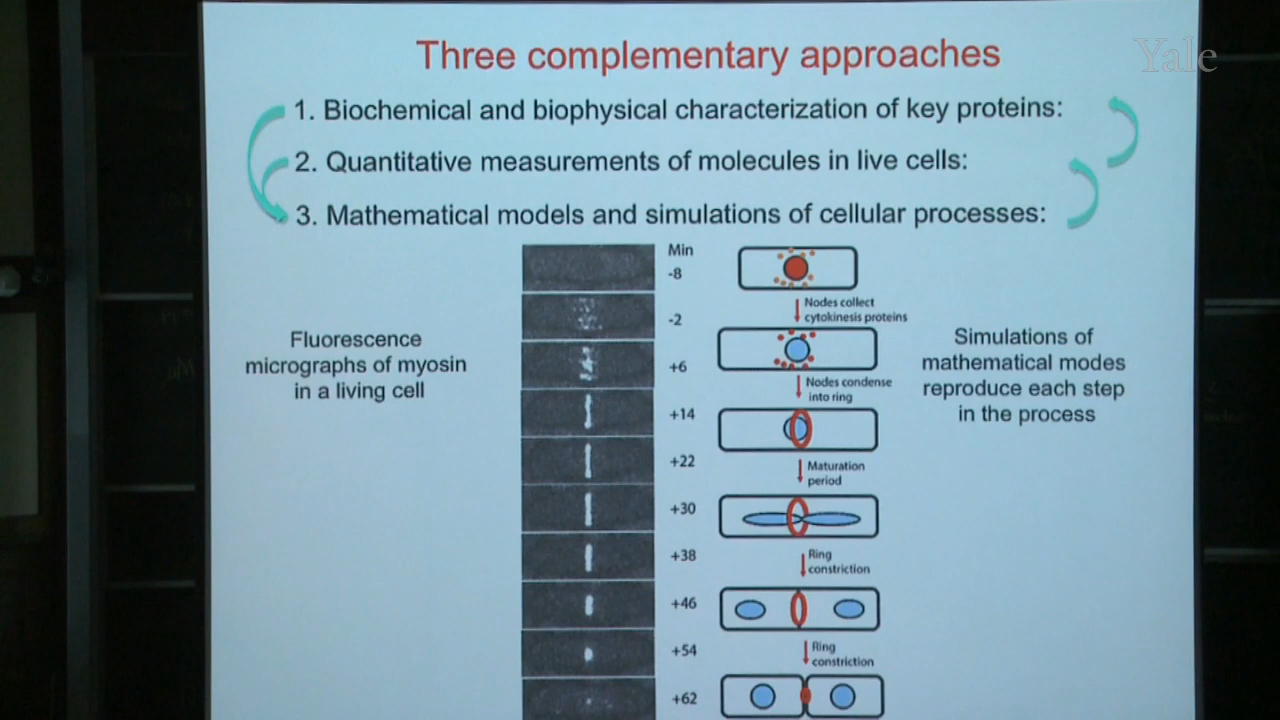 Yale
Three complementary approaches
1. Biochemical and biophysical characterization of key proteins:
2. Quantitative measurements of molecules in live cells:
3. Mathematical models and simulations of cellular processes:
Fluorescence
micrographs of myosin
in a living cell
Min
-8
-2
+6
+14
+22
+30
+38
+46
+54
+62
Nodes collect
cytokinesis proteins
Nodes condense
into ring
Maturation
period
Ring
constriction
Ring
constriction
Simulations of
mathematical modes
reproduce each step
in the process